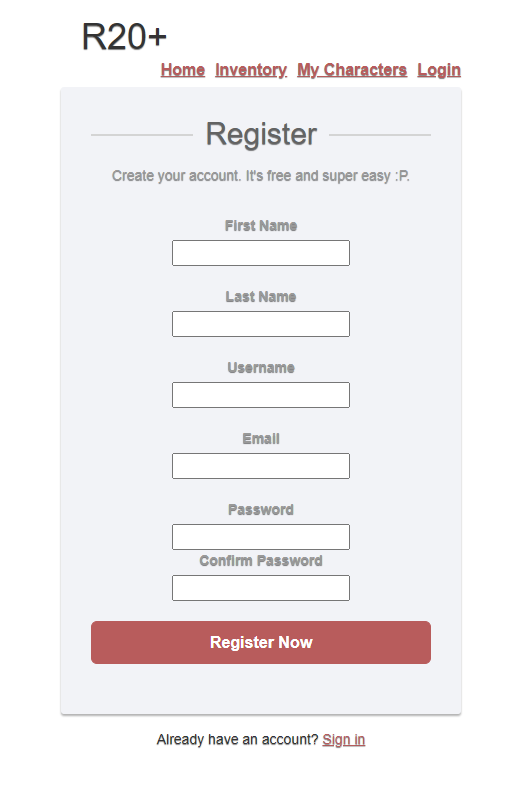 R20+
Home Inventory My Characters Login
Register
Create your account. It's free and super easy :P.
First Name
Last Name
Username
Email
Password
Confirm Password
Register Now
Already have an account? Sign in